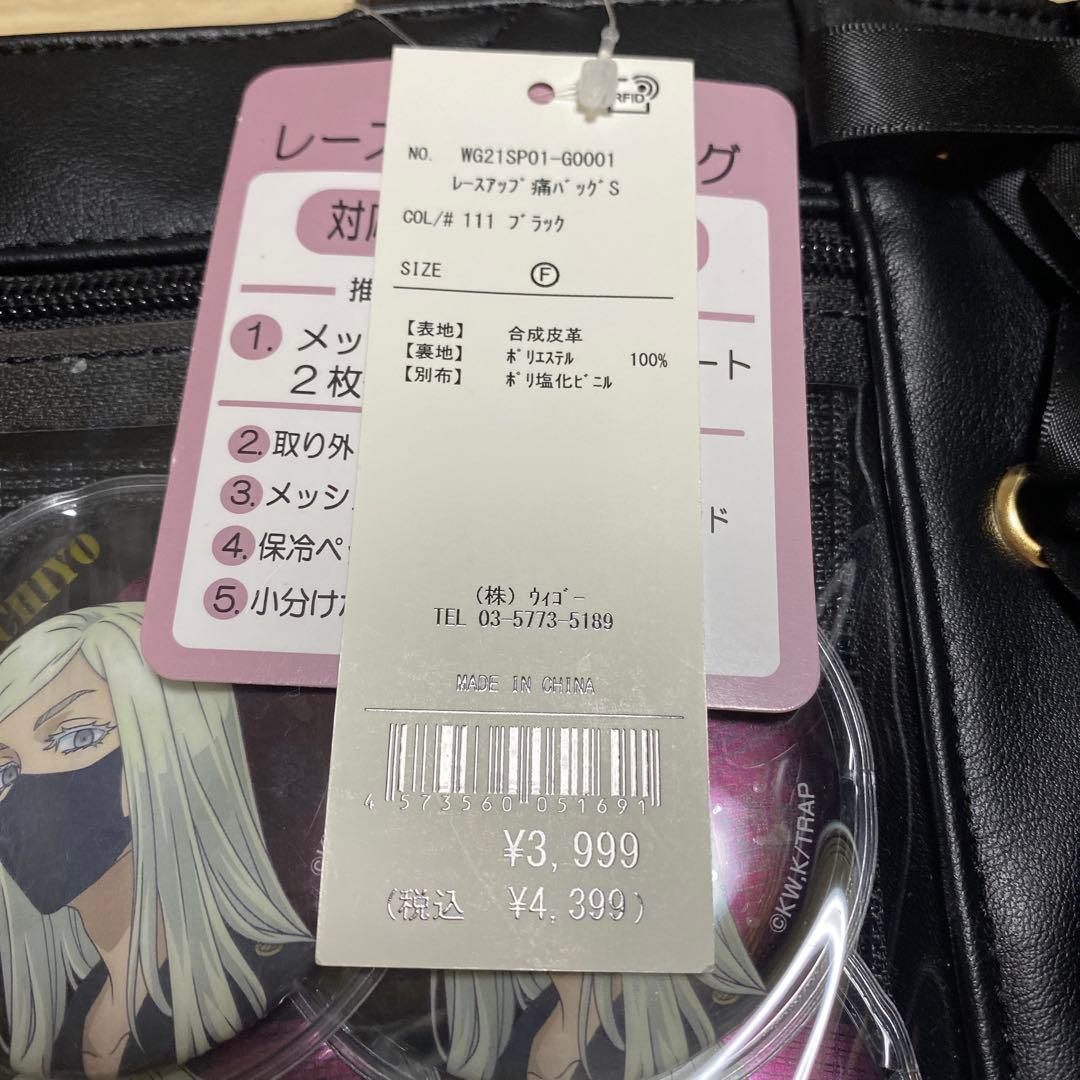 RFID
NO. WG21SP01-G0001
ﾚｰｽｱｯﾌﾟ痛ﾊﾞｯｸﾞS
COL/# 111 ﾌﾞﾗｯｸ
SIZE Ⓕ
【表地】 合成皮革
【裏地】 ﾎﾟﾘｴｽﾃﾙ 100%
【別布】 ﾎﾟﾘ塩化ﾋﾞﾆﾙ
(株) ｳｨｺﾞｰ
TEL 03-5773-5189
MADE IN CHINA
4 573560 051691
¥3,999
(税込 ¥4,399)
レース
グ
対
推
1. メッ
ート
2枚
2. 取り外
3. メッシ
ド
4. 保冷ペ
5. 小分け
CHIYO
©KW.K/TRAP